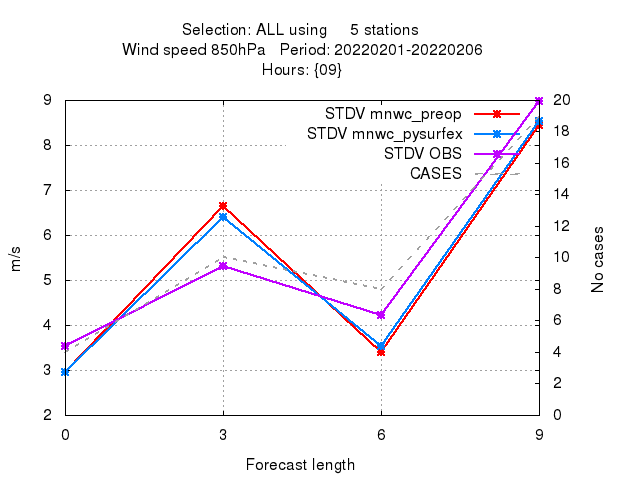 Selection: ALL using     5 stations
Wind speed 850hPa   Period: 20220201-20220206
Hours: {09}
STDV mnwc_preop
STDV mnwc_pysurfex
STDV OBS
CASES
m/s
9
8
7
6
5
4
3
2
20
18
16
14
12
10
8
6
4
2
0
No cases
0 3 6 9
Forecast length